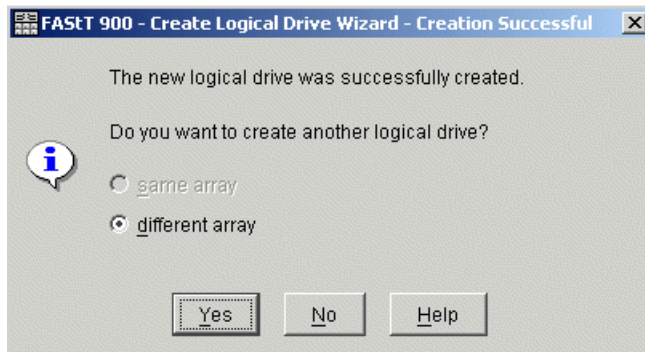 FAStT 900 - Create Logical Drive Wizard - Creation Successful
The new logical drive was successfully created.
Do you want to create another logical drive?
same array
different array
Yes No Help